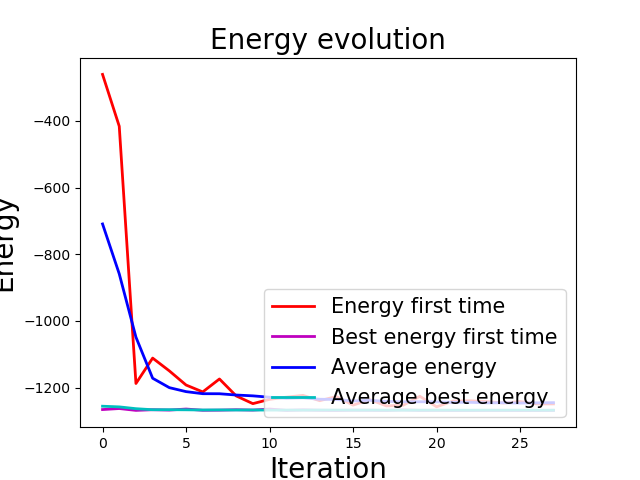 Energy evolution
Energy
−400
−600
−800
−1000
−1200
0
5
10
15
20
25
Iteration
Energy first time
Best energy first time
Average energy
Average best energy